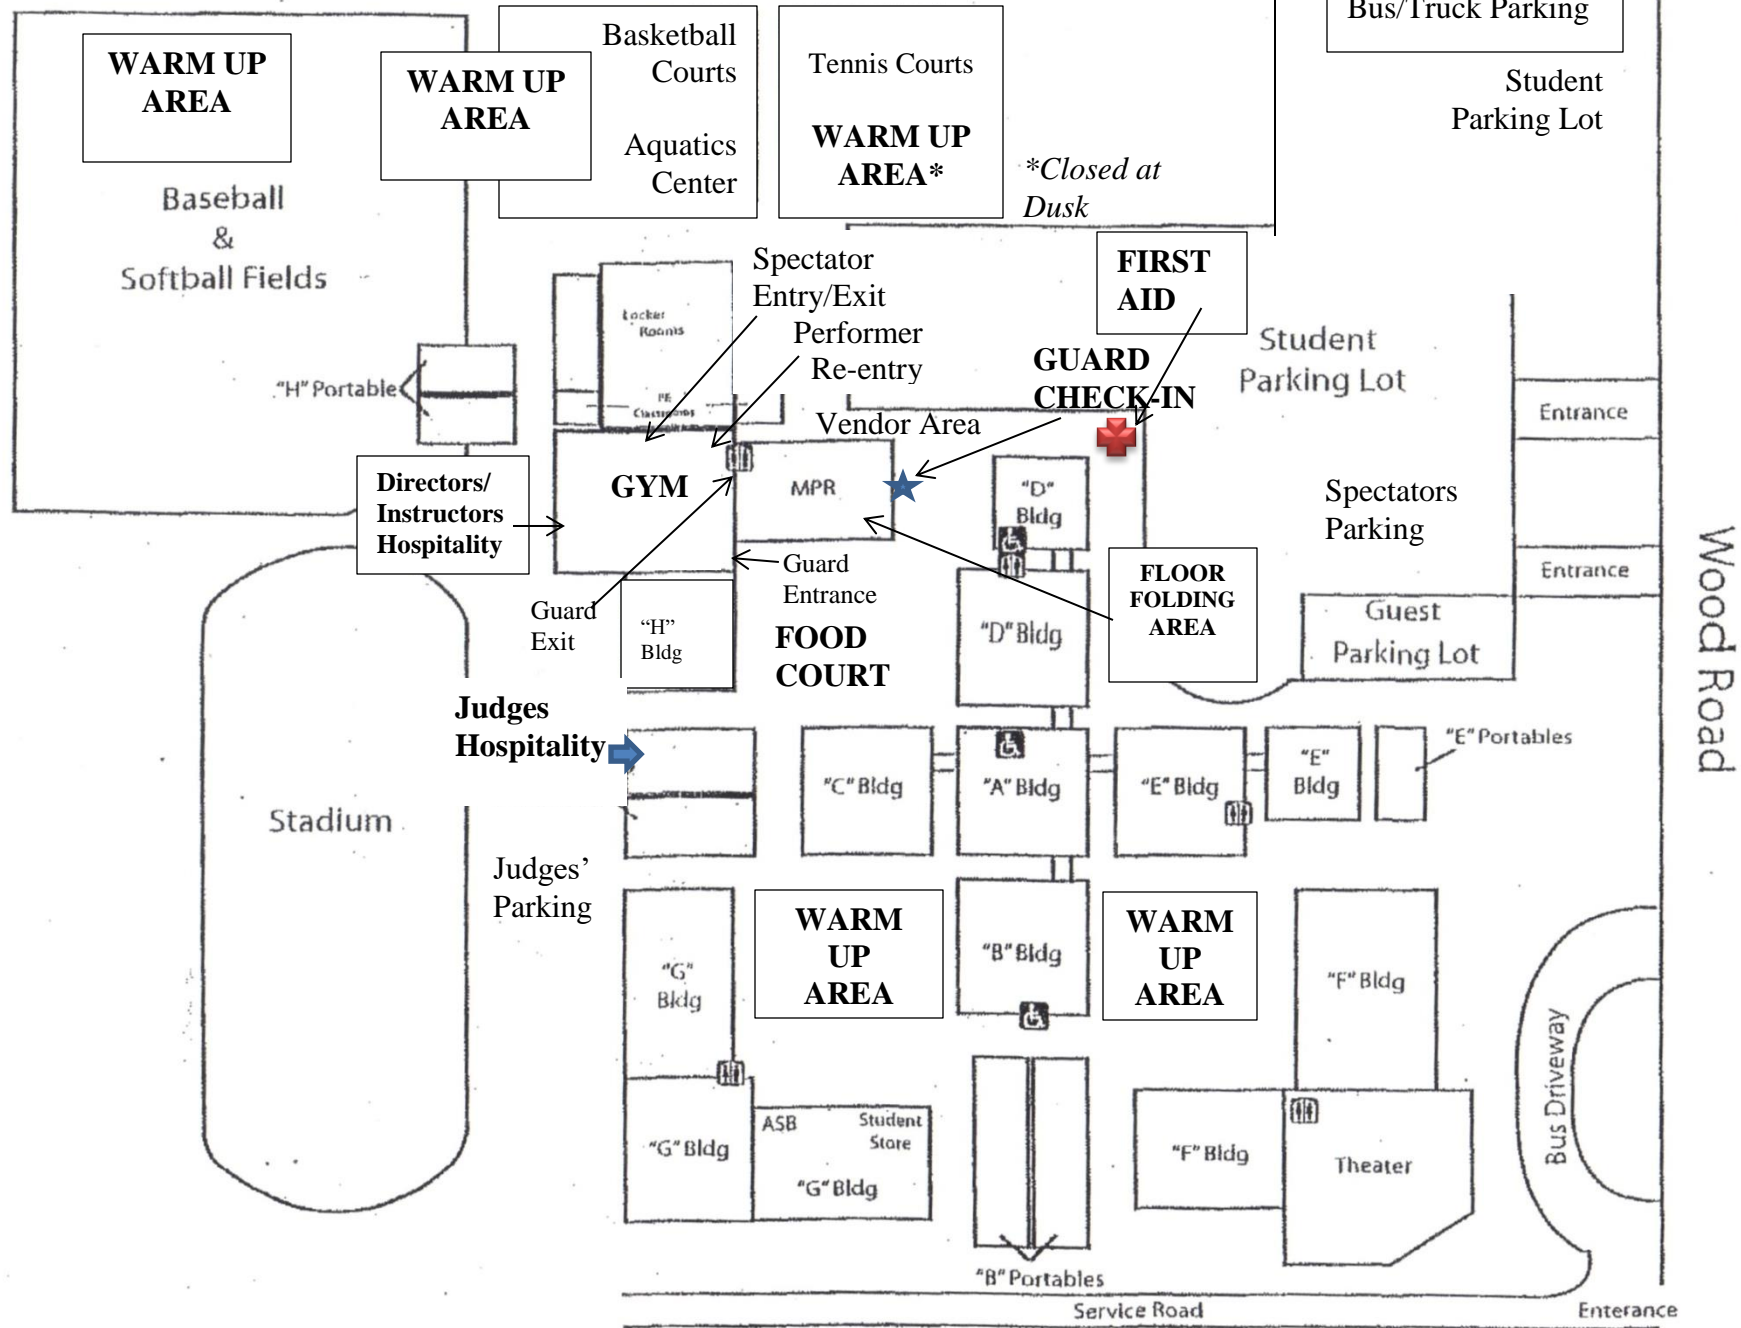 Bus/Truck Parking
Student
Parking Lot
WARM UP
AREA
WARM UP
AREA
Basketball
Courts
Aquatics
Center
Tennis Courts
WARM UP
AREA*
*Closed at
Dusk
Baseball
&
Softball Fields
Spectator
Entry/Exit
Performer
Re-entry
FIRST
AID
Locker
Rooms
PE
Classrooms
"H" Portable
GUARD
CHECK-IN
Vendor Area
Student
Parking Lot
Entrance
Directors/
Instructors
Hospitality
GYM
MPR
"D"
Bldg
Spectators
Parking
Guard
Entrance
Guard
Exit
"H"
Bldg
FOOD
COURT
"D" Bldg
FLOOR
FOLDING
AREA
Entrance
Guest
Parking Lot
Wood Road
Judges
Hospitality
"C" Bldg
"A" Bldg
"E" Bldg
"E"
Bldg
"E" Portables
Stadium
Judges’
Parking
"G"
Bldg
WARM
UP
AREA
"B" Bldg
WARM
UP
AREA
"F" Bldg
Bus Driveway
"G" Bldg
ASB
Student
Store
"G" Bldg
"F" Bldg
Theater
"B" Portables
Service Road
Enterance